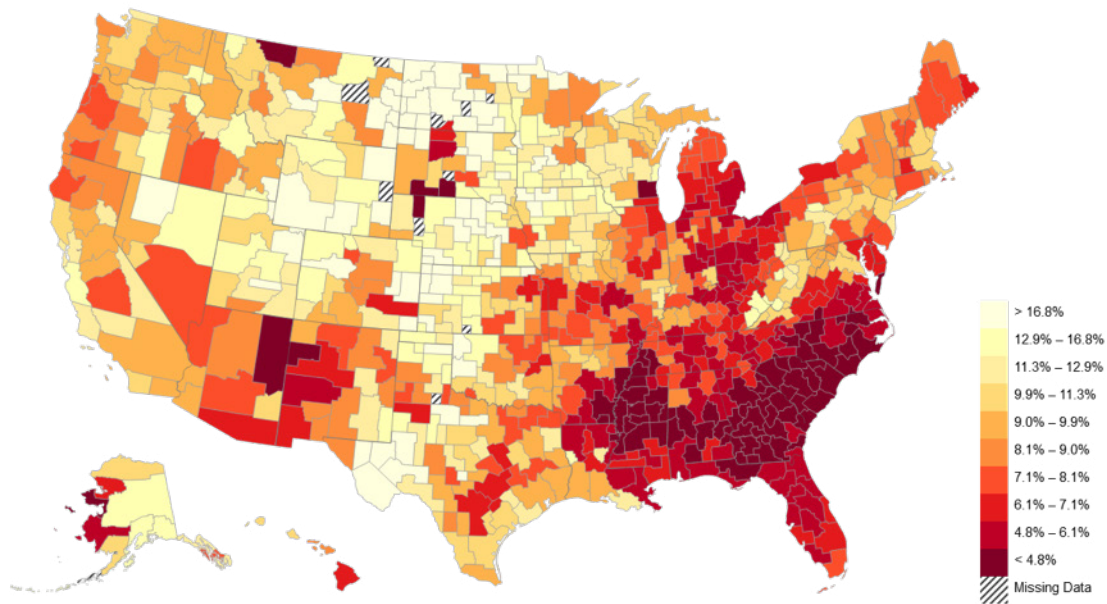 > 16.8%
12.9% – 16.8%
11.3% – 12.9%
9.9% – 11.3%
9.0% – 9.9%
8.1% – 9.0%
7.1% – 8.1%
6.1% – 7.1%
4.8% – 6.1%
< 4.8%
Missing Data